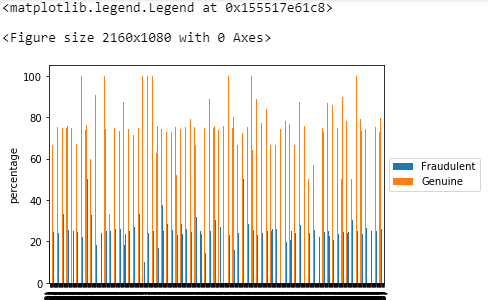 <matplotlib.legend.Legend at 0x155517e61c8>
<Figure size 2160x1080 with 0 Axes>
100
80
60
40
20
0
percentage
Fraudulent
Genuine